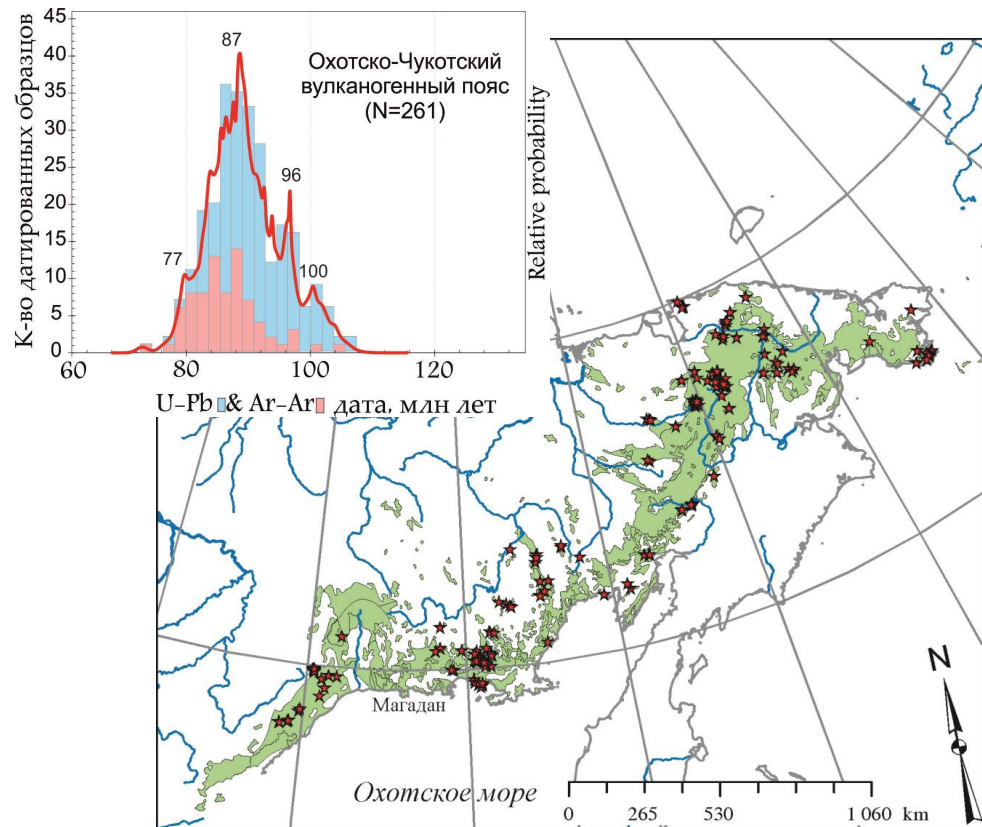 45
40
35
30
25
20
15
10
5
0
К-во датированных образцов
87
96
77
100
Охотско-Чукотский
вулканогенный пояс
(N=261)
Relative probability
60
80
100
120
U–Pb & Ar–Ar дата, млн лет
Магадан
Охотское море
N
0 265 530 1 060 km